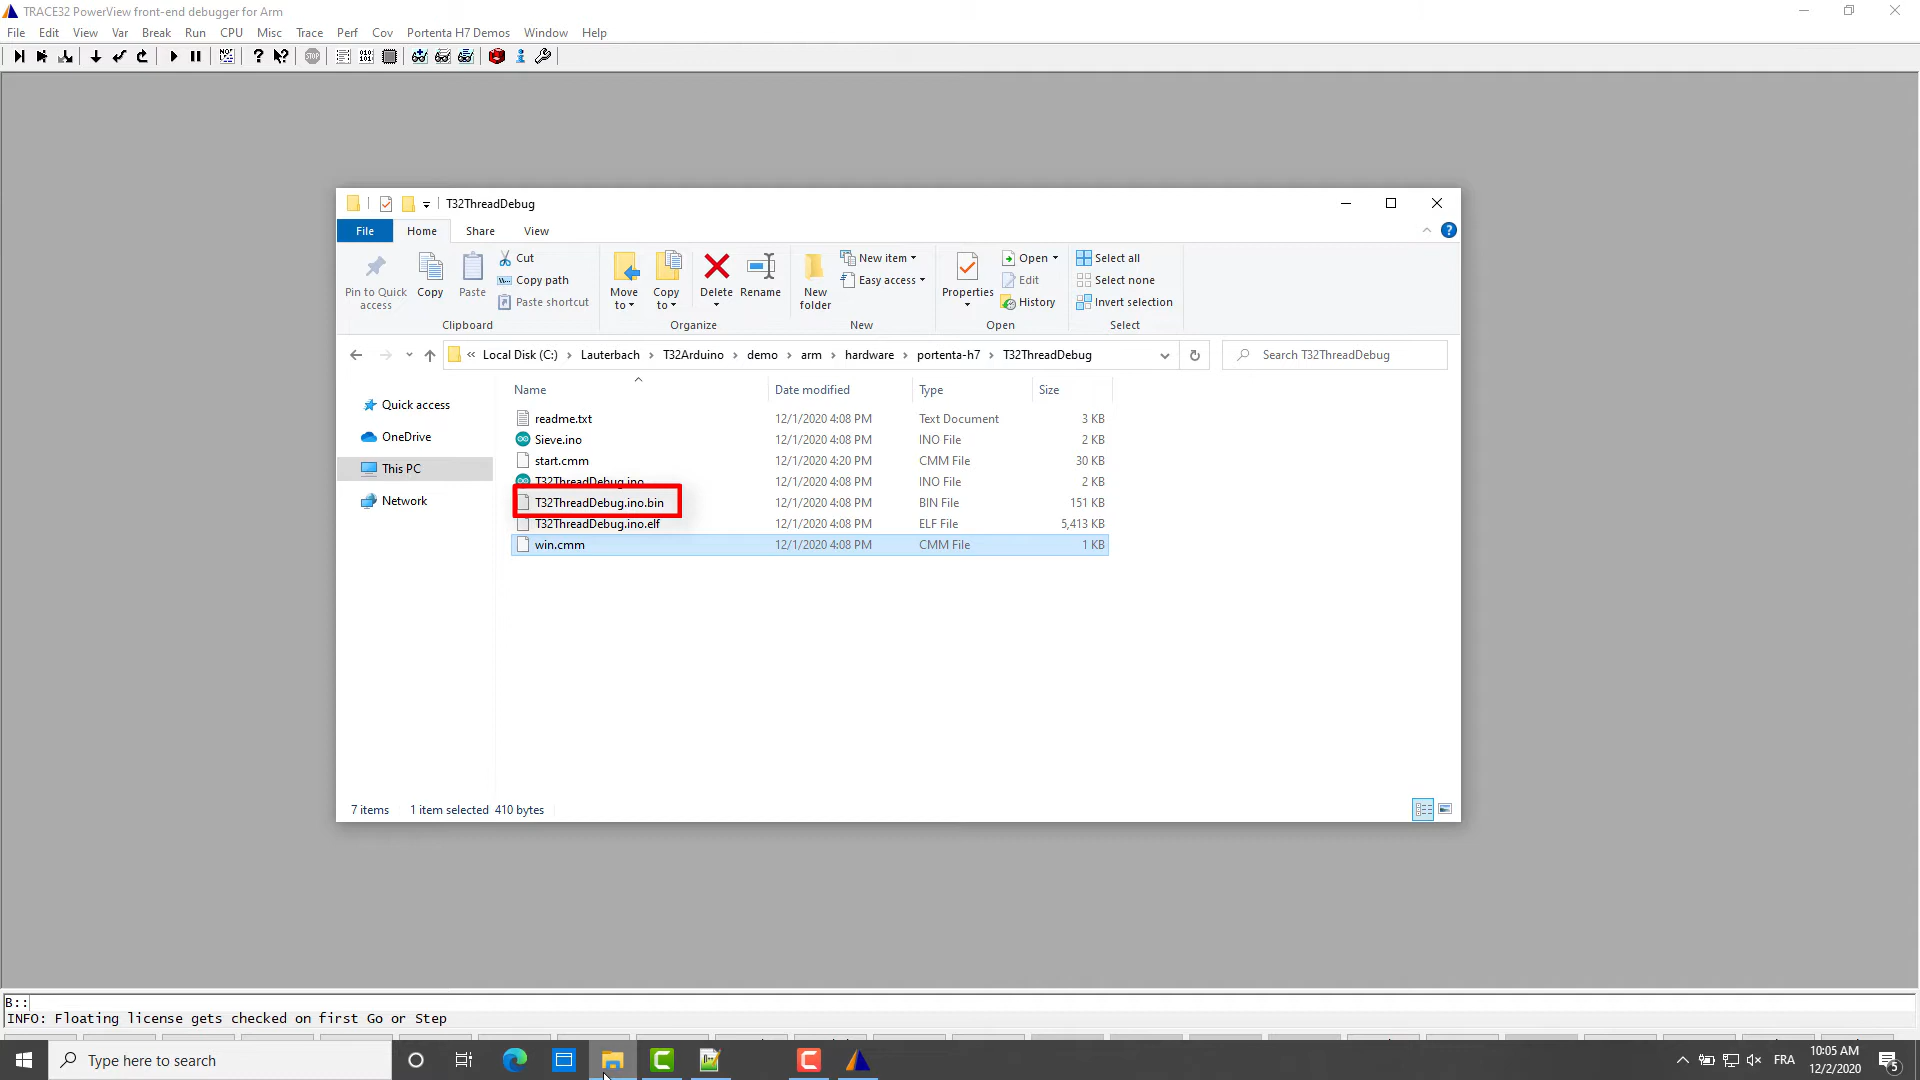 TRACE32 PowerView front-end debugger for Arm
File Edit View Var Break Run CPU Misc Trace Perf Cov Portenta H7 Demos Window Help
T32ThreadDebug
File Home Share View
Pin to Quick access
Copy
Paste
Cut
Copy path
Paste shortcut
Clipboard
Move to
Copy to
Delete
Rename
Organize
New folder
New item
Easy access
New
Properties
Open
Edit
History
Open
Select all
Select none
Invert selection
Select
« Local Disk (C:) › Lauterbach › T32Arduino › demo › arm › hardware › portenta-h7 › T32ThreadDebug
Search T32ThreadDebug
Quick access
OneDrive
This PC
Network
Name Date modified Type Size
readme.txt 12/1/2020 4:08 PM Text Document 3 KB
Sieve.ino 12/1/2020 4:08 PM INO File 2 KB
start.cmm 12/1/2020 4:20 PM CMM File 30 KB
T32ThreadDebug.ino 12/1/2020 4:08 PM INO File 2 KB
T32ThreadDebug.ino.bin 12/1/2020 4:08 PM BIN File 151 KB
T32ThreadDebug.ino.elf 12/1/2020 4:08 PM ELF File 5,413 KB
win.cmm 12/1/2020 4:08 PM CMM File 1 KB
7 items 1 item selected 410 bytes
B::
INFO: Floating license gets checked on first Go or Step
Type here to search
FRA
10:05 AM
12/2/2020
5